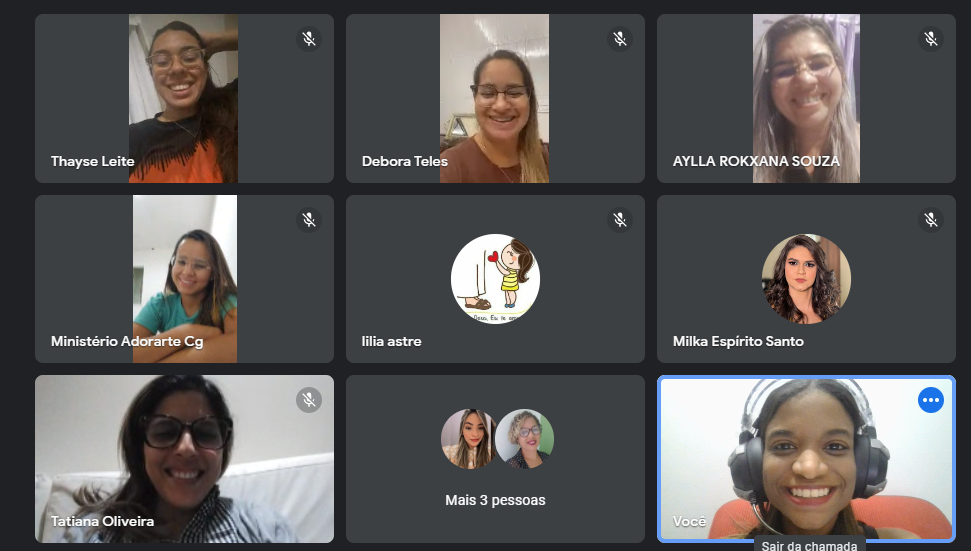 Thayse Leite
Debora Teles
AYLLA ROKXANA SOUZA
Ministério Adorarte Cg
lilia astre
Milka Espírito Santo
Tatiana Oliveira
Mais 3 pessoas
Você
Sair da chamada